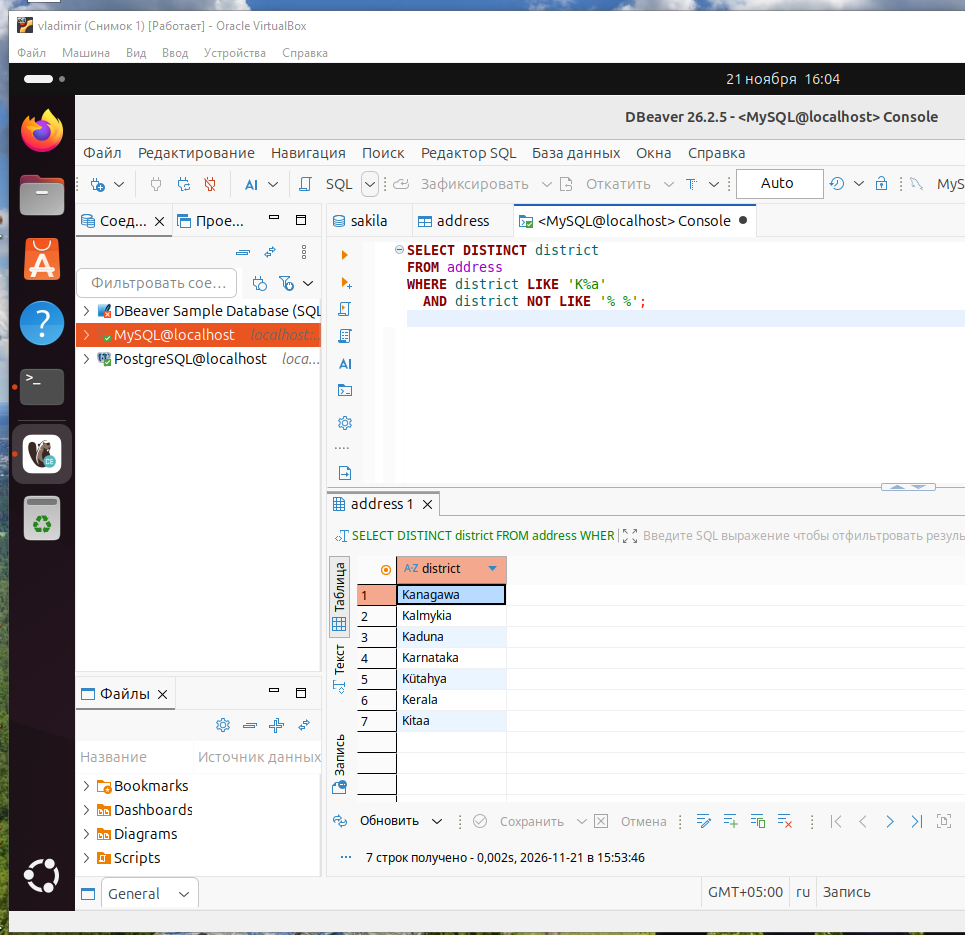 vladimir (Снимок 1) [Работает] - Oracle VirtualBox
Файл Машина Вид Ввод Устройства Справка
21 ноября 16:04
DBeaver 26.2.5 - <MySQL@localhost> Console
Файл Редактирование Навигация Поиск Редактор SQL База данных Окна Справка
AI SQL Зафиксировать Откатить T Auto MyS
Соед... Прое...
sakila address <MySQL@localhost> Console
Фильтровать сое...
DBeaver Sample Database (SQL
MySQL@localhost localhost:...
PostgreSQL@localhost loca...
SELECT DISTINCT district
FROM address
WHERE district LIKE 'K%a'
AND district NOT LIKE '% %';
AI
address 1
SELECT DISTINCT district FROM address WHER Введите SQL выражение чтобы отфильтровать резуль
Таблица
Текст
Запись
A-Z district
1 Kanagawa
2 Kalmykia
3 Kaduna
4 Karnataka
5 Kütahya
6 Kerala
7 Kitaa
Файлы
Название Источник данных
Bookmarks
Dashboards
Diagrams
Scripts
Обновить Сохранить Отмена
7 строк получено - 0,002s, 2026-11-21 в 15:53:46
General
GMT+05:00 ru Запись